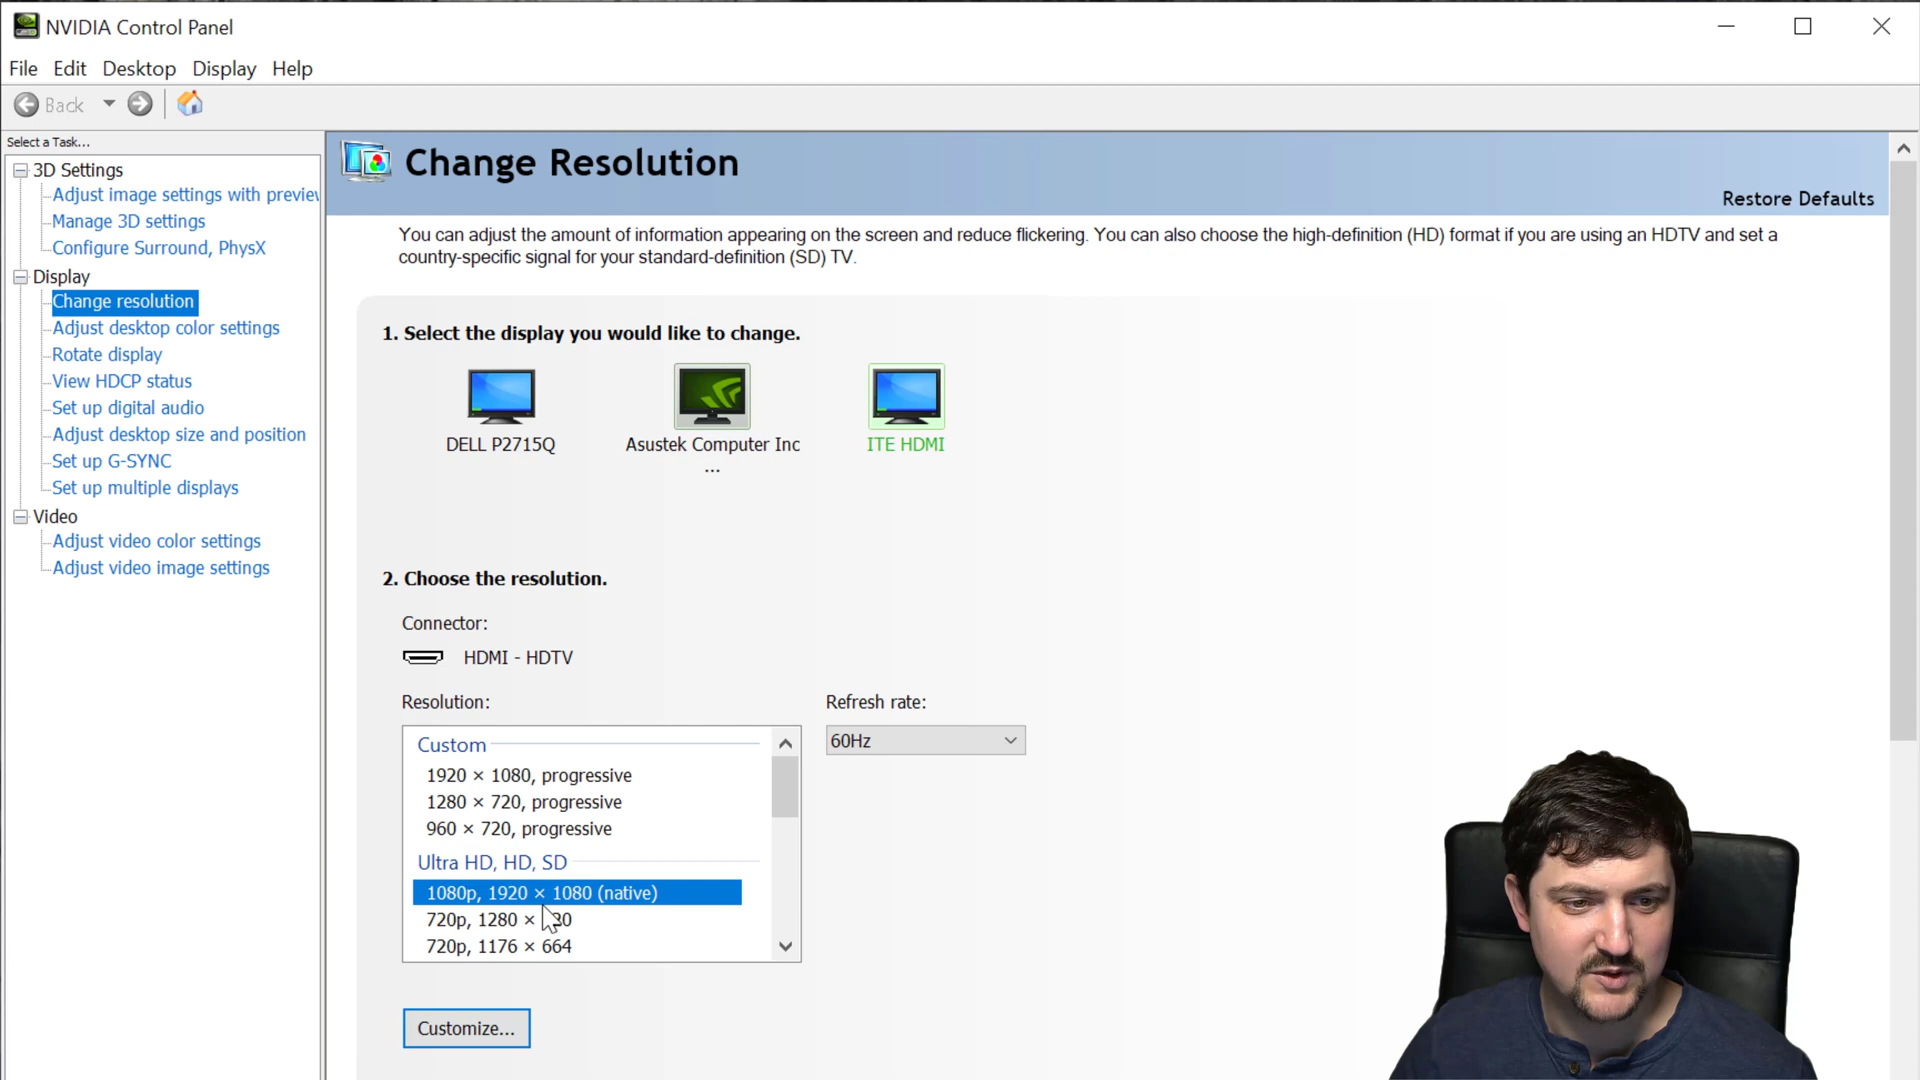 NVIDIA Control Panel
File Edit Desktop Display Help
Back
Select a Task...
3D Settings
Adjust image settings with preview
Manage 3D settings
Configure Surround, PhysX
Display
Change resolution
Adjust desktop color settings
Rotate display
View HDCP status
Set up digital audio
Adjust desktop size and position
Set up G-SYNC
Set up multiple displays
Video
Adjust video color settings
Adjust video image settings
Change Resolution
Restore Defaults
You can adjust the amount of information appearing on the screen and reduce flickering. You can also choose the high-definition (HD) format if you are using an HDTV and set a
country-specific signal for your standard-definition (SD) TV.
1. Select the display you would like to change.
DELL P2715Q
Asustek Computer Inc
...
ITE HDMI
2. Choose the resolution.
Connector:
HDMI - HDTV
Resolution:
Refresh rate:
60Hz
Custom
1920 × 1080, progressive
1280 × 720, progressive
960 × 720, progressive
Ultra HD, HD, SD
1080p, 1920 × 1080 (native)
720p, 1280 × 720
720p, 1176 × 664
Customize...